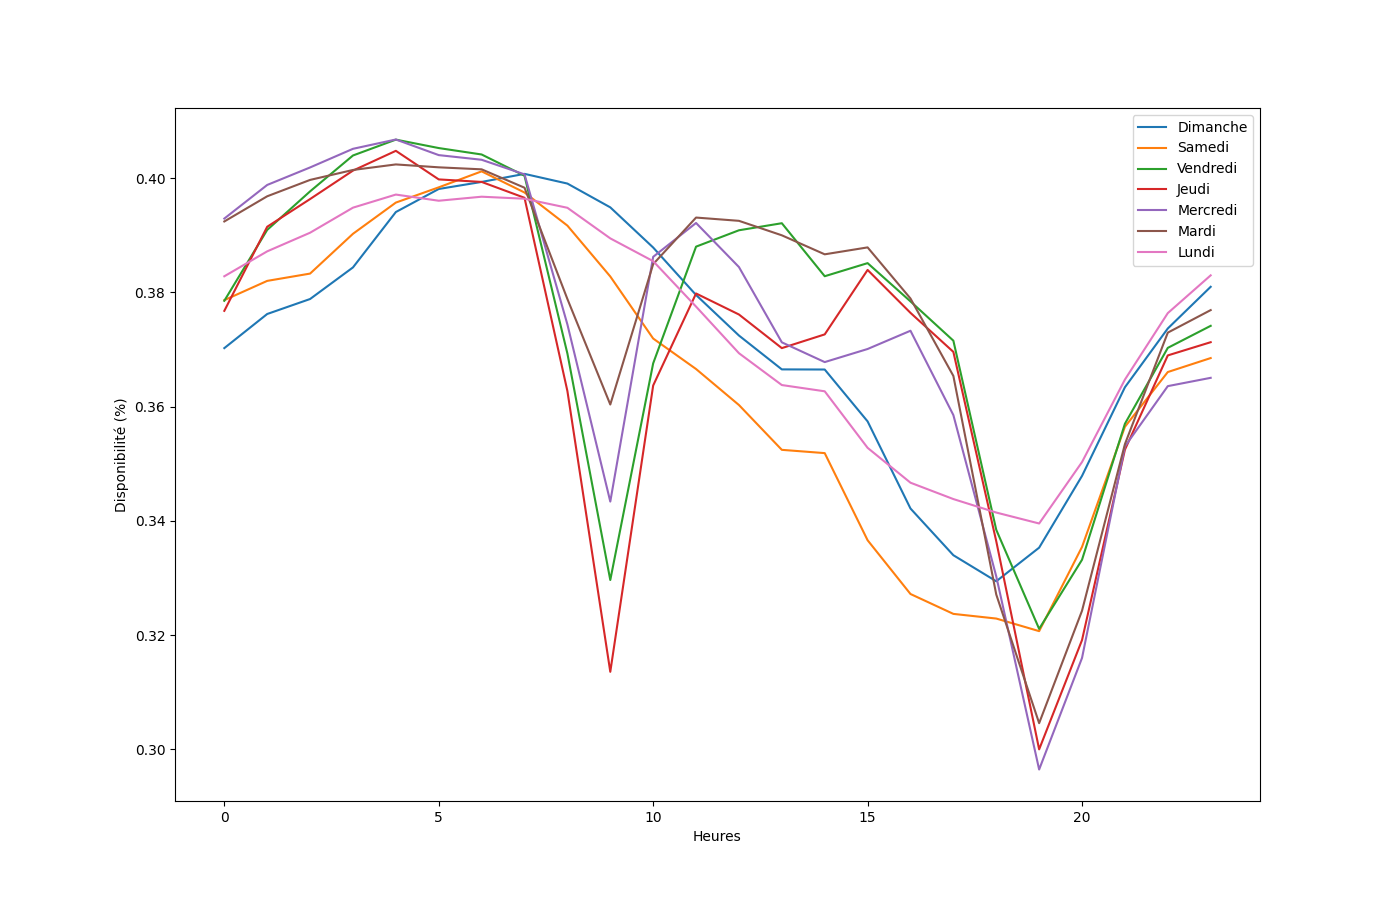 Dimanche
Samedi
Vendredi
Jeudi
Mercredi
Mardi
Lundi
0.40
0.38
0.36
0.34
0.32
0.30
Disponibilité (%)
0 5 10 15 20
Heures